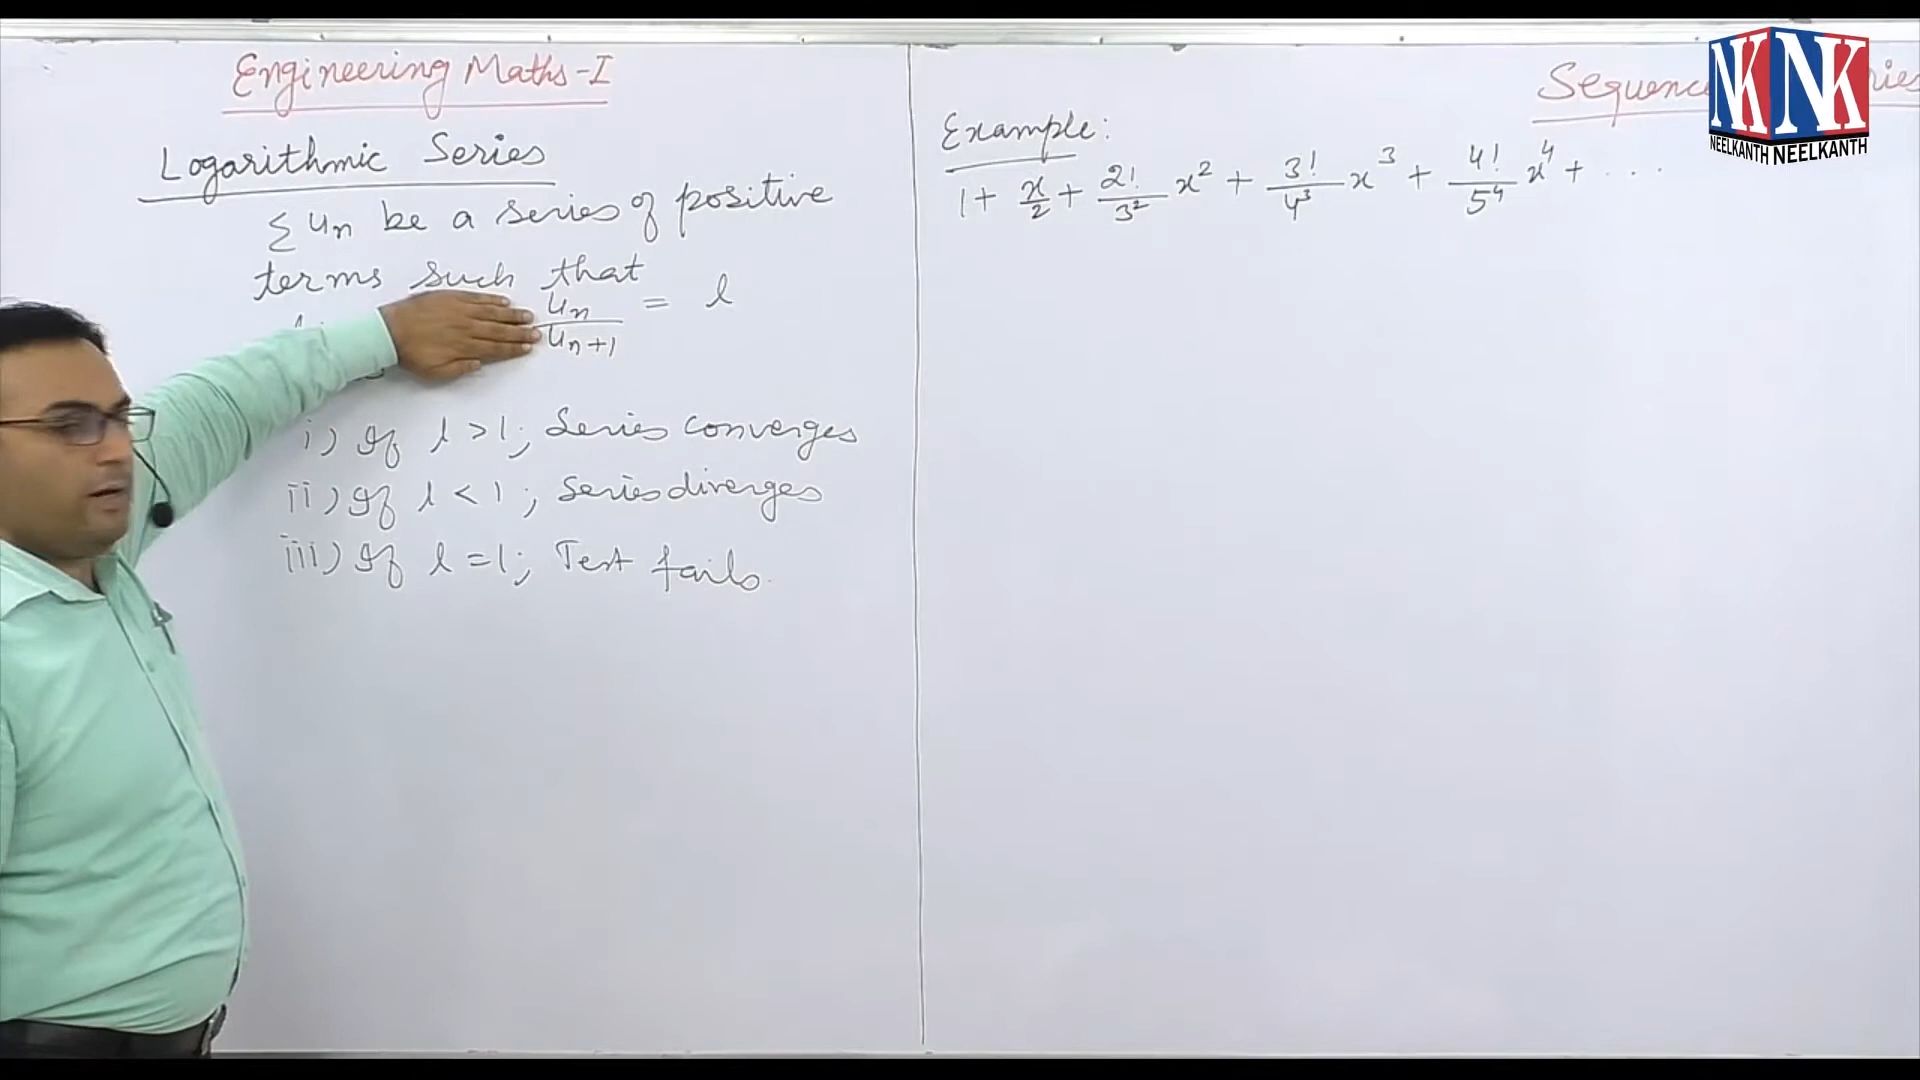 Engineering Maths-I
Logarithmic Series
Σ un be a series of positive
terms such that
un / un+1 = l
i) If l > 1; Series converges
ii) If l < 1; Series diverges
iii) If l = 1; Test fails.
Example:
1 + x/2 + 2!/3² x² + 3!/4³ x³ + 4!/5⁴ x⁴ + ...
NK NK
NEELKANTH NEELKANTH